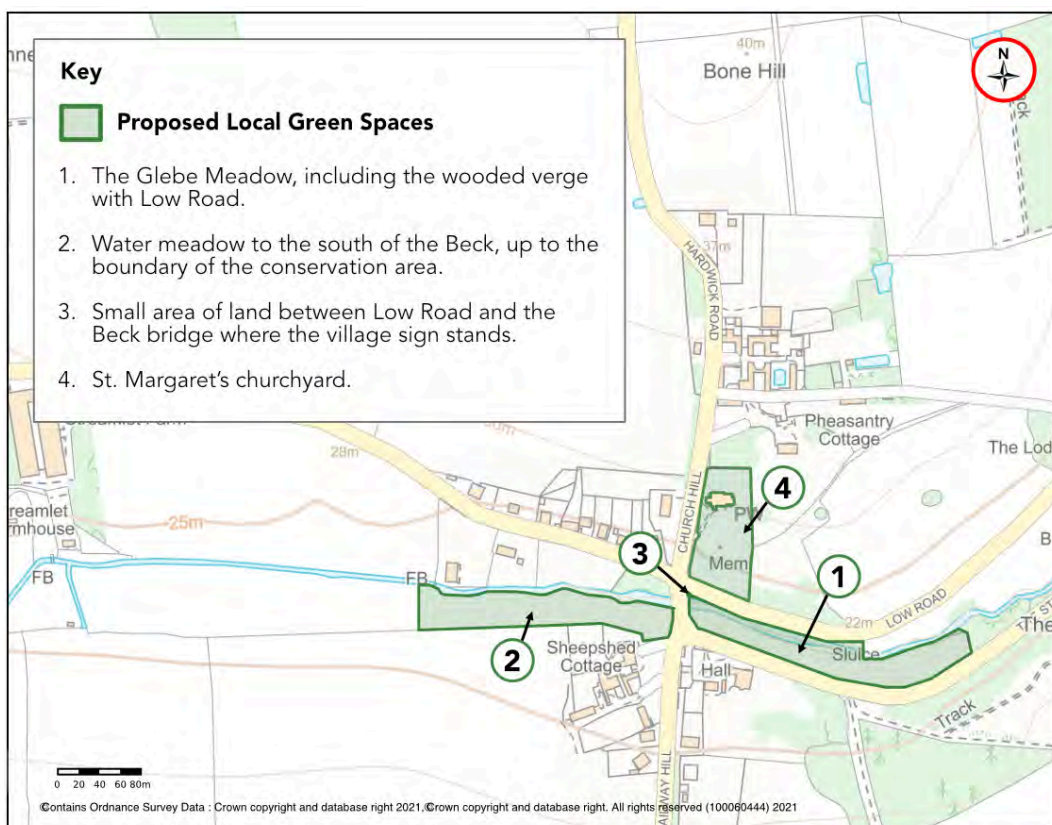 Key
Proposed Local Green Spaces
1. The Glebe Meadow, including the wooded verge
with Low Road.
2. Water meadow to the south of the Beck, up to the
boundary of the conservation area.
3. Small area of land between Low Road and the
Beck bridge where the village sign stands.
4. St. Margaret's churchyard.
N
40m
Bone Hill
37m
HARDWICK ROAD
Pheasantry
Cottage
The Lod
28m
CHURCH HILL
4
PW
Mem
3
1
25m
FB
FB
22m
LOW ROAD
The
Sluice
2
Sheepshed
Cottage
Hall
Track
AILWAY HILL
0 20 40 60 80m
©Contains Ordnance Survey Data : Crown copyright and database right 2021,©Crown copyright and database right. All rights reserved (100060444) 2021